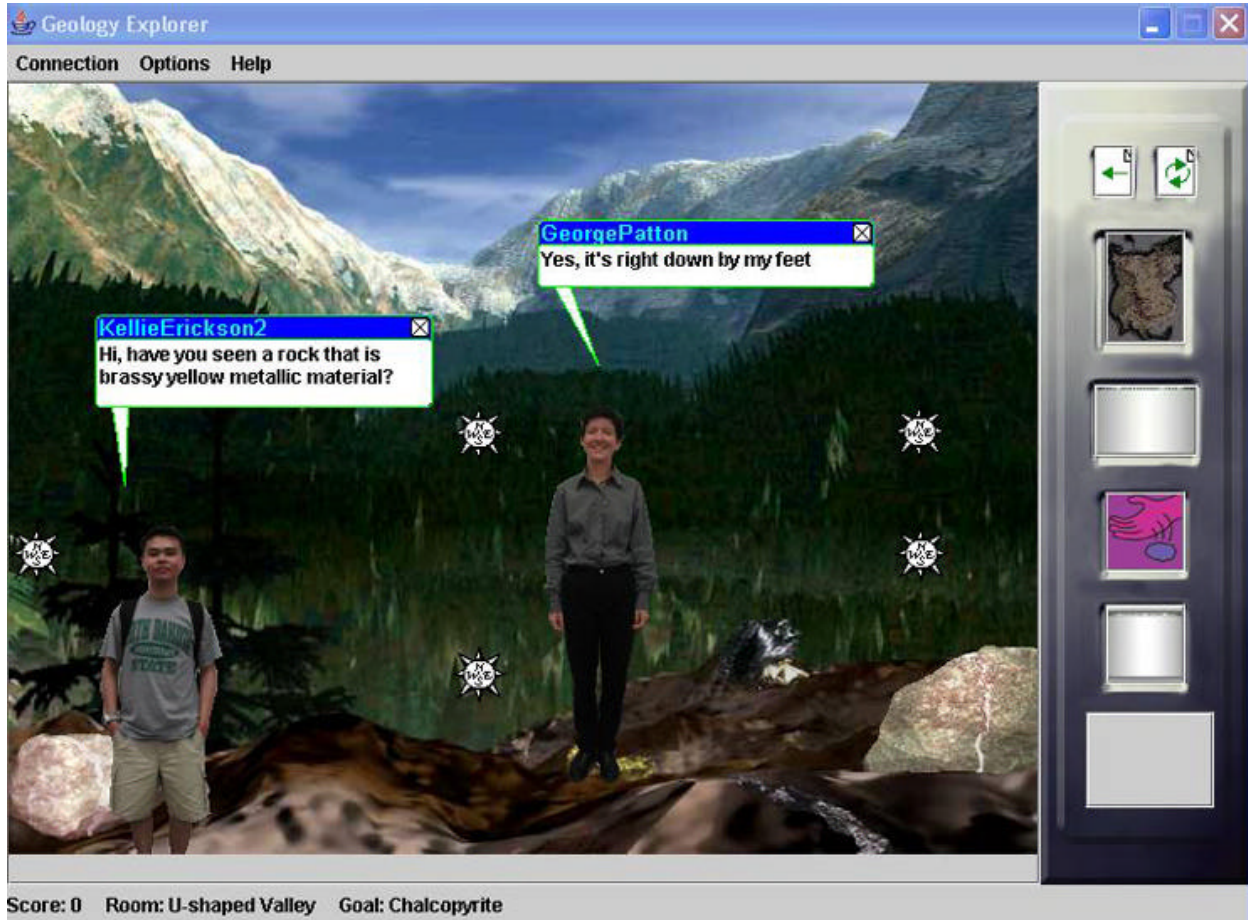 Geology Explorer
Connection Options Help
GeorgePatton
Yes, it's right down by my feet
KellieErickson2
Hi, have you seen a rock that is
brassy yellow metallic material?
N
W E
S
N
W E
S
N
W E
S
N
W E
S
N
W E
S
STATE
Score: 0 Room: U-shaped Valley Goal: Chalcopyrite